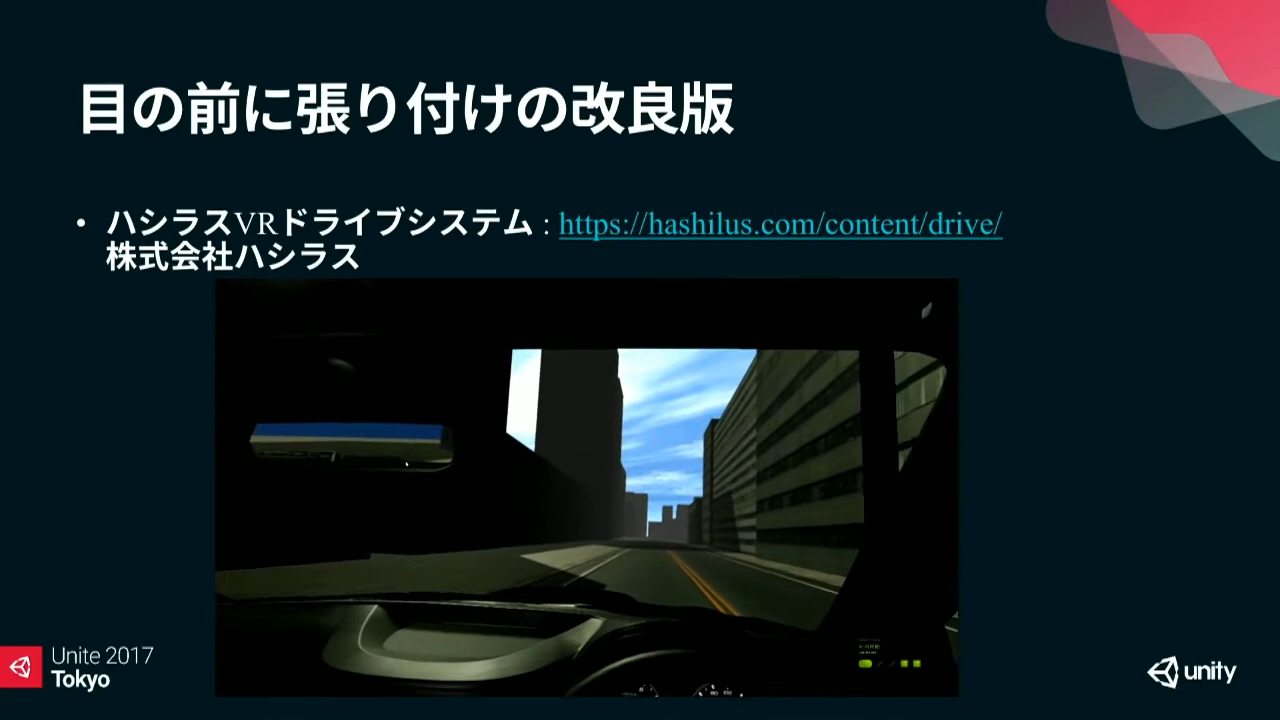 目の前に張り付けの改良版
• ハシラスVRドライブシステム : https://hashilus.com/content/drive/
株式会社ハシラス
Unite 2017
Tokyo
unity